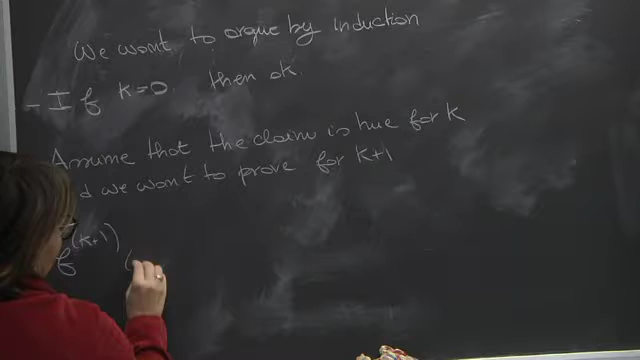 We want to argue by induction
- If k=0 then ok.
Assume that the claim is true for k
d we want to prove for k+1
f^(k+1) (